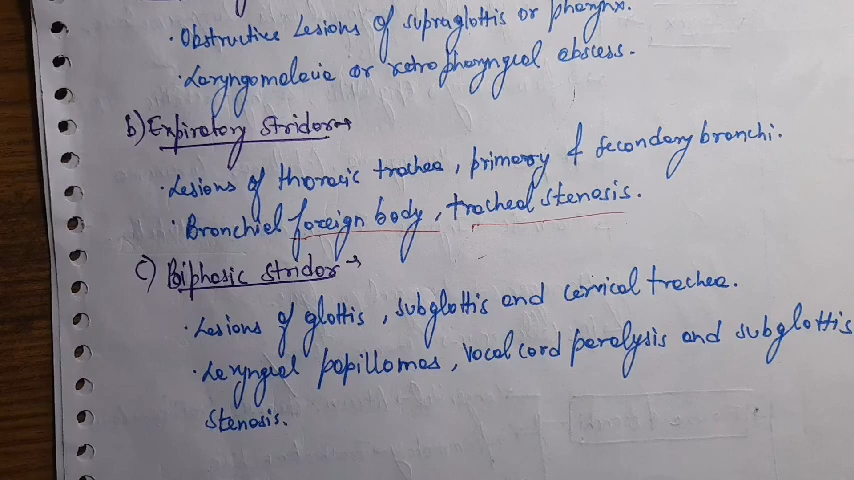 • Obstructive Lesions of supraglottis or pharynx.
• Laryngomalacia or retropharyngeal abscess.
b) Expiratory Stridor→
• Lesions of thoracic trachea, primary & secondary bronchi.
• Bronchial foreign body, tracheal stenosis.
c) Biphasic Stridor→
• Lesions of glottis, subglottis and cervical trachea.
• Laryngeal papillomas, vocal cord paralysis and subglottis
stenosis.